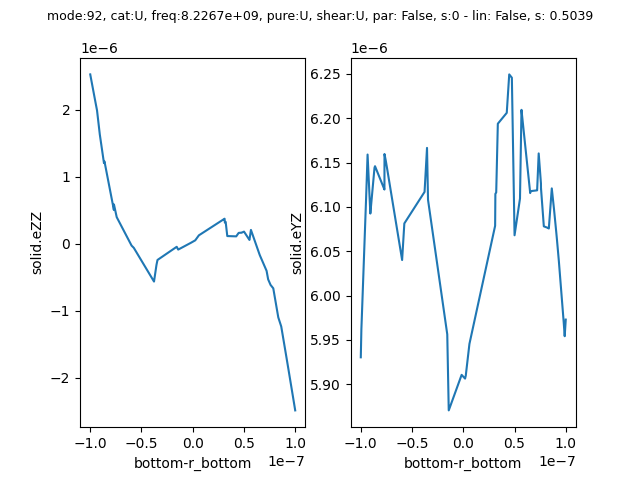 mode:92, cat:U, freq:8.2267e+09, pure:U, shear:U, par: False, s:0 - lin: False, s: 0.5039
1e−6
1e−6
2
1
0
−1
−2
solid.eZZ
−1.0
−0.5
0.0
0.5
1.0
bottom-r_bottom
1e−7
6.25
6.20
6.15
6.10
6.05
6.00
5.95
5.90
solid.eYZ
−1.0
−0.5
0.0
0.5
1.0
bottom-r_bottom
1e−7